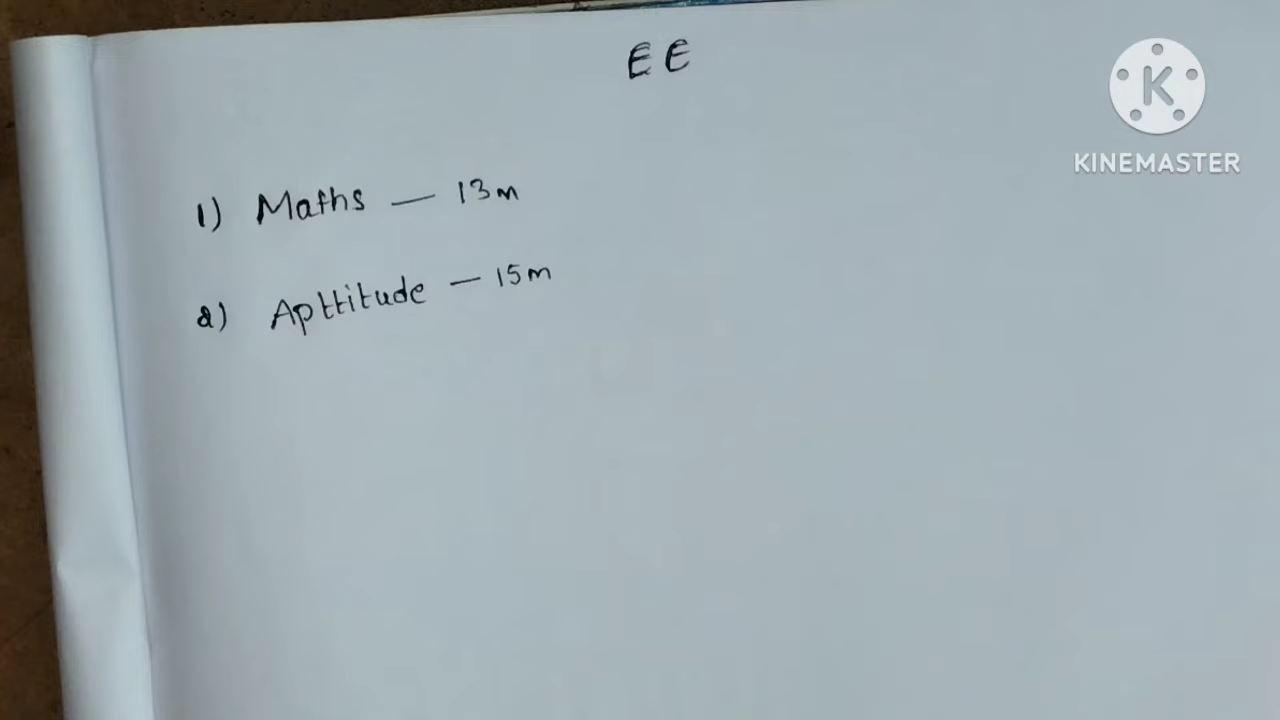 EE
KINEMASTER
1) Maths — 13m
2) Apttitude — 15m